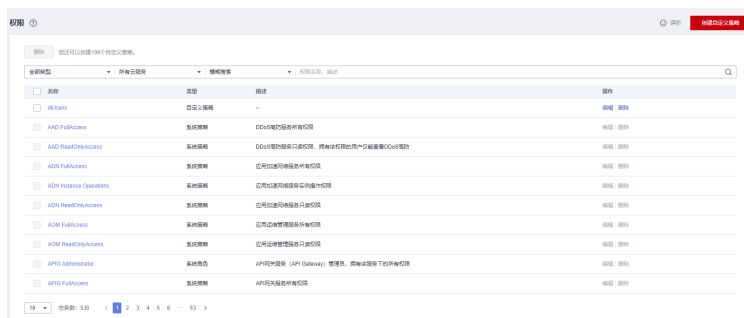 权限
评价 创建自定义策略
删除 您还可以创建199个自定义策略。
全部类型 所有云服务 模糊搜索 权限名称、描述
名称 类型 描述 操作
dli-trans 自定义策略 -- 编辑 删除
AAD FullAccess 系统策略 DDoS高防服务所有权限 编辑 删除
AAD ReadOnlyAccess 系统策略 DDoS高防服务只读权限，拥有该权限的用户仅能查看DDoS高防 编辑 删除
ADN FullAccess 系统策略 应用加速网络服务所有权限 编辑 删除
ADN Instance Operations 系统策略 应用加速网络服务实例操作权限 编辑 删除
ADN ReadOnlyAccess 系统策略 应用加速网络服务只读权限 编辑 删除
AOM FullAccess 系统策略 应用运维管理服务所有权限 编辑 删除
AOM ReadOnlyAccess 系统策略 应用运维管理服务只读权限 编辑 删除
APIG Administrator 系统角色 API网关服务（API Gateway）管理员，拥有该服务下的所有权限 编辑 删除
APIG FullAccess 系统策略 API网关服务所有权限 编辑 删除
10 总条数: 530 < 1 2 3 4 5 6 ··· 53 >